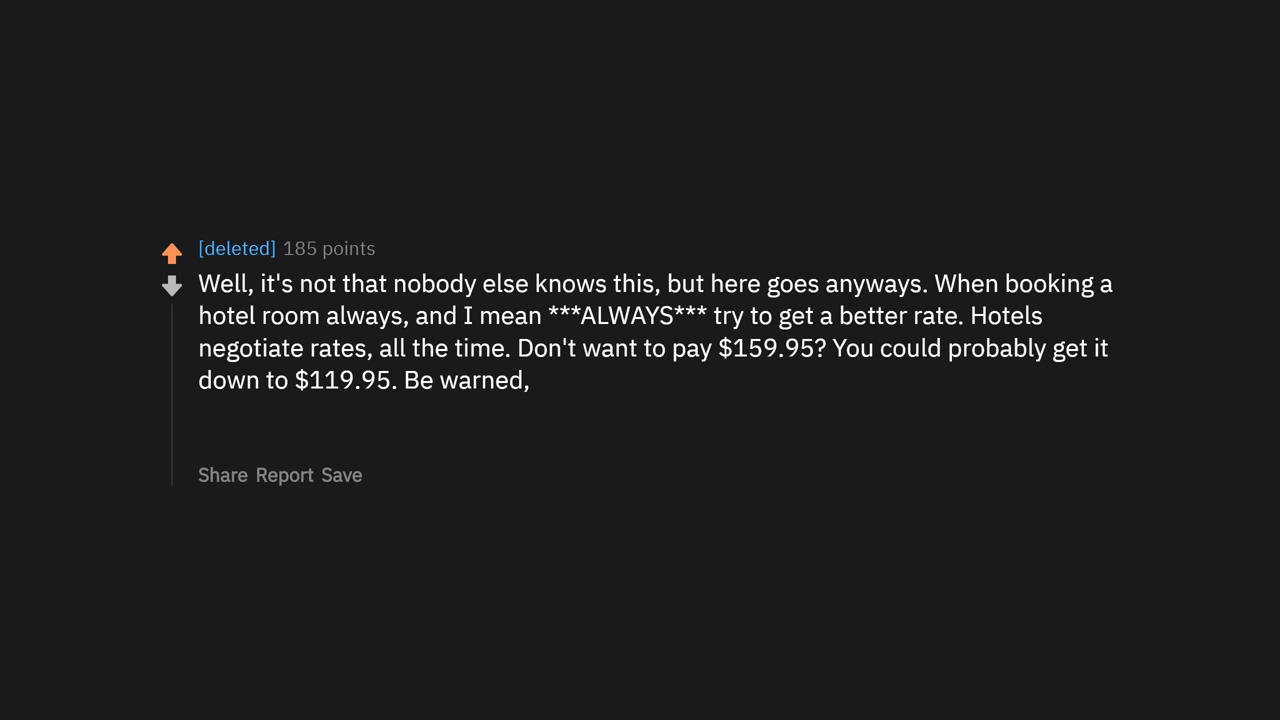 [deleted] 185 points
Well, it's not that nobody else knows this, but here goes anyways. When booking a
hotel room always, and I mean ***ALWAYS*** try to get a better rate. Hotels
negotiate rates, all the time. Don't want to pay $159.95? You could probably get it
down to $119.95. Be warned,
Share Report Save